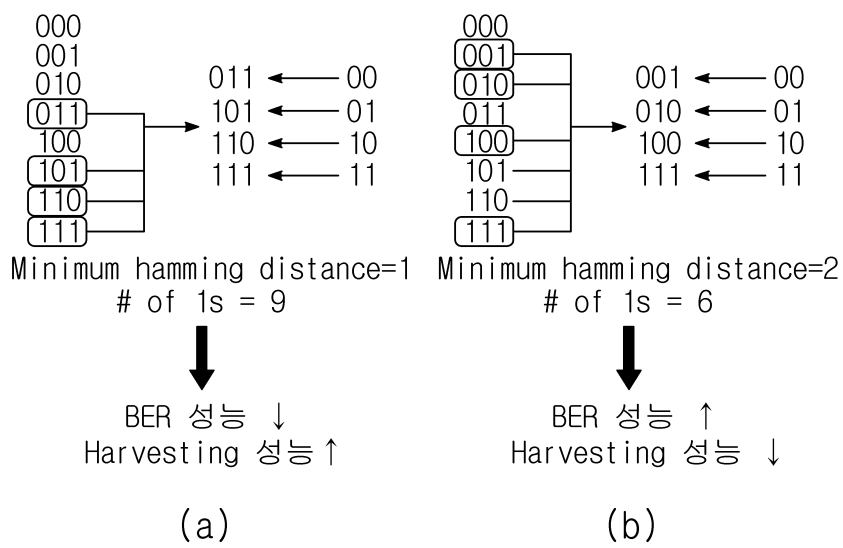 000
001
010
011
100
101
110
111
011 ← 00
101 ← 01
110 ← 10
111 ← 11
Minimum hamming distance=1
# of 1s = 9
BER 성능 ↓
Harvesting 성능↑
(a)
000
001
010
011
100
101
110
111
001 ← 00
010 ← 01
100 ← 10
111 ← 11
Minimum hamming distance=2
# of 1s = 6
BER 성능 ↑
Harvesting 성능 ↓
(b)